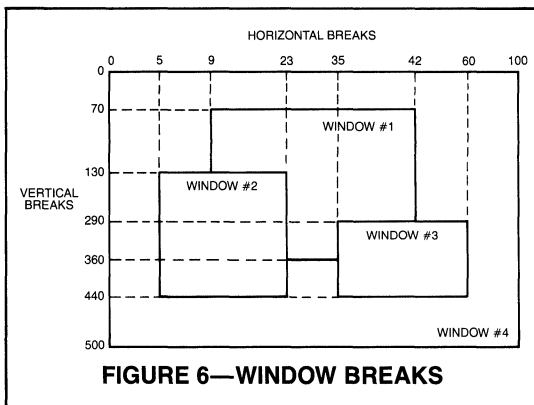 HORIZONTAL BREAKS
0 5 9 23 35 42 60 100
0
70
WINDOW #1
130
WINDOW #2
VERTICAL
BREAKS
290
WINDOW #3
360
440
WINDOW #4
500
FIGURE 6—WINDOW BREAKS